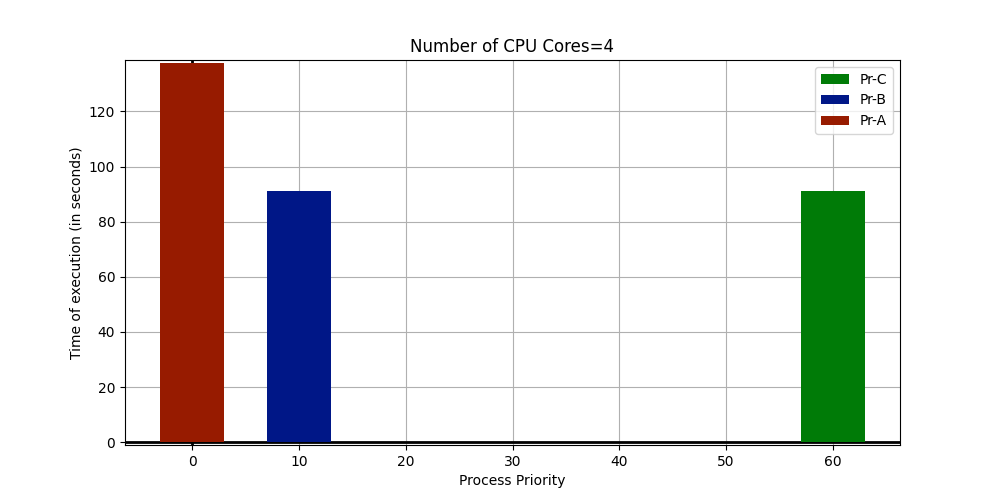 Number of CPU Cores=4
Time of execution (in seconds)
120
100
80
60
40
20
0
Pr-C
Pr-B
Pr-A
0 10 20 30 40 50 60
Process Priority